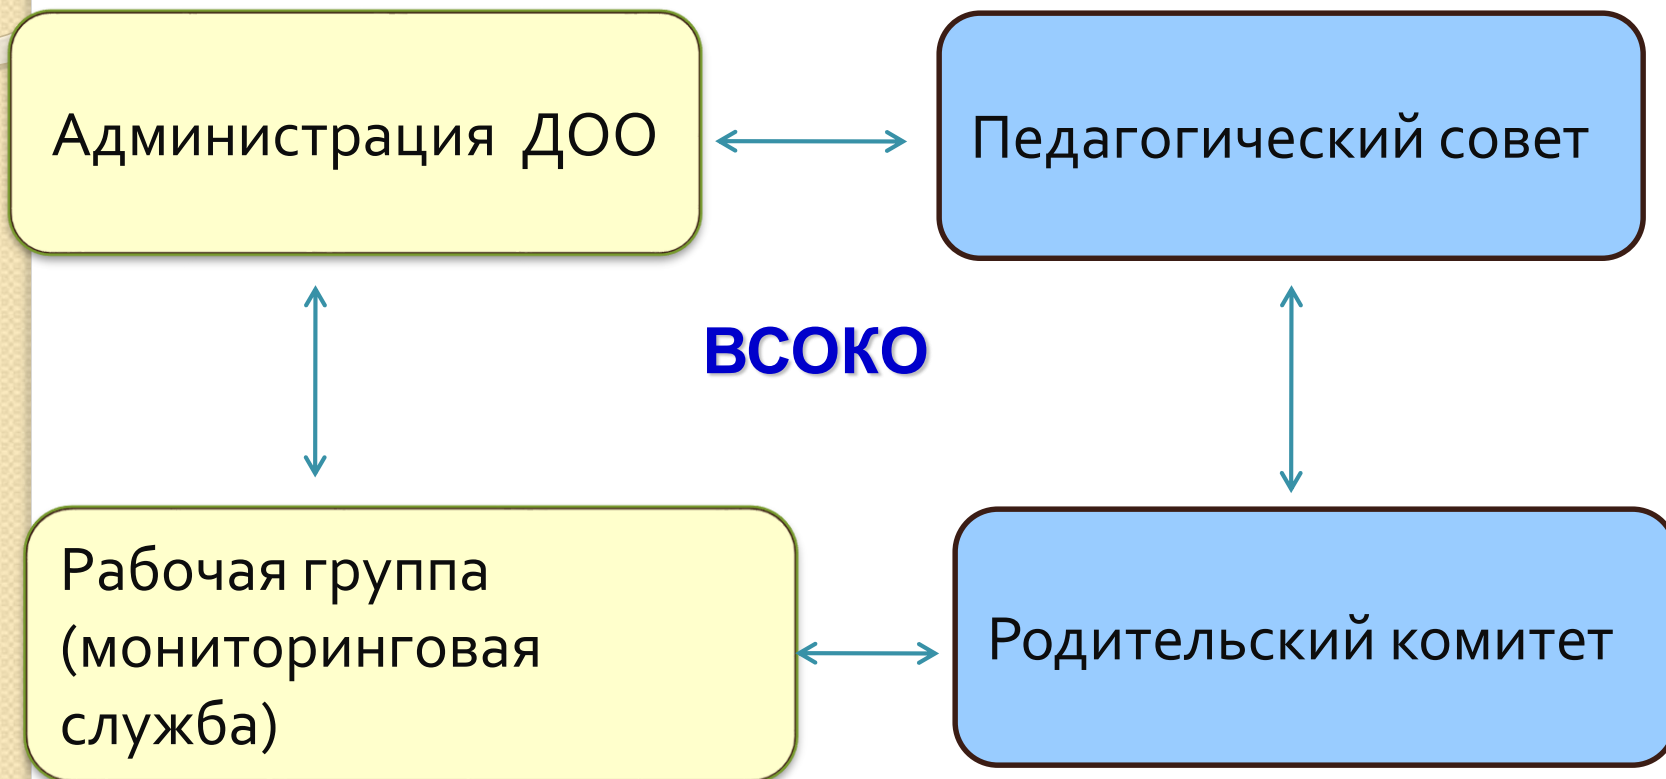 Администрация ДОО
Педагогический совет
ВСОКО
Рабочая группа
(мониторинговая
служба)
Родительский комитет